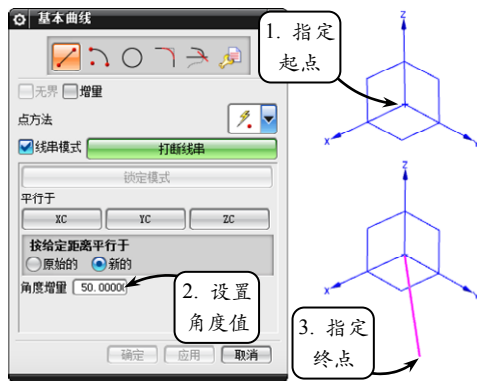 基本曲线
无界 增量
点方法
线串模式 打断线串
锁定模式
平行于
XC YC ZC
按给定距离平行于
原始的 新的
角度增量 50.0000
确定 应用 取消
1. 指定
起点
2. 设置
角度值
3. 指定
终点
Z
X
Y
Z
X
Y